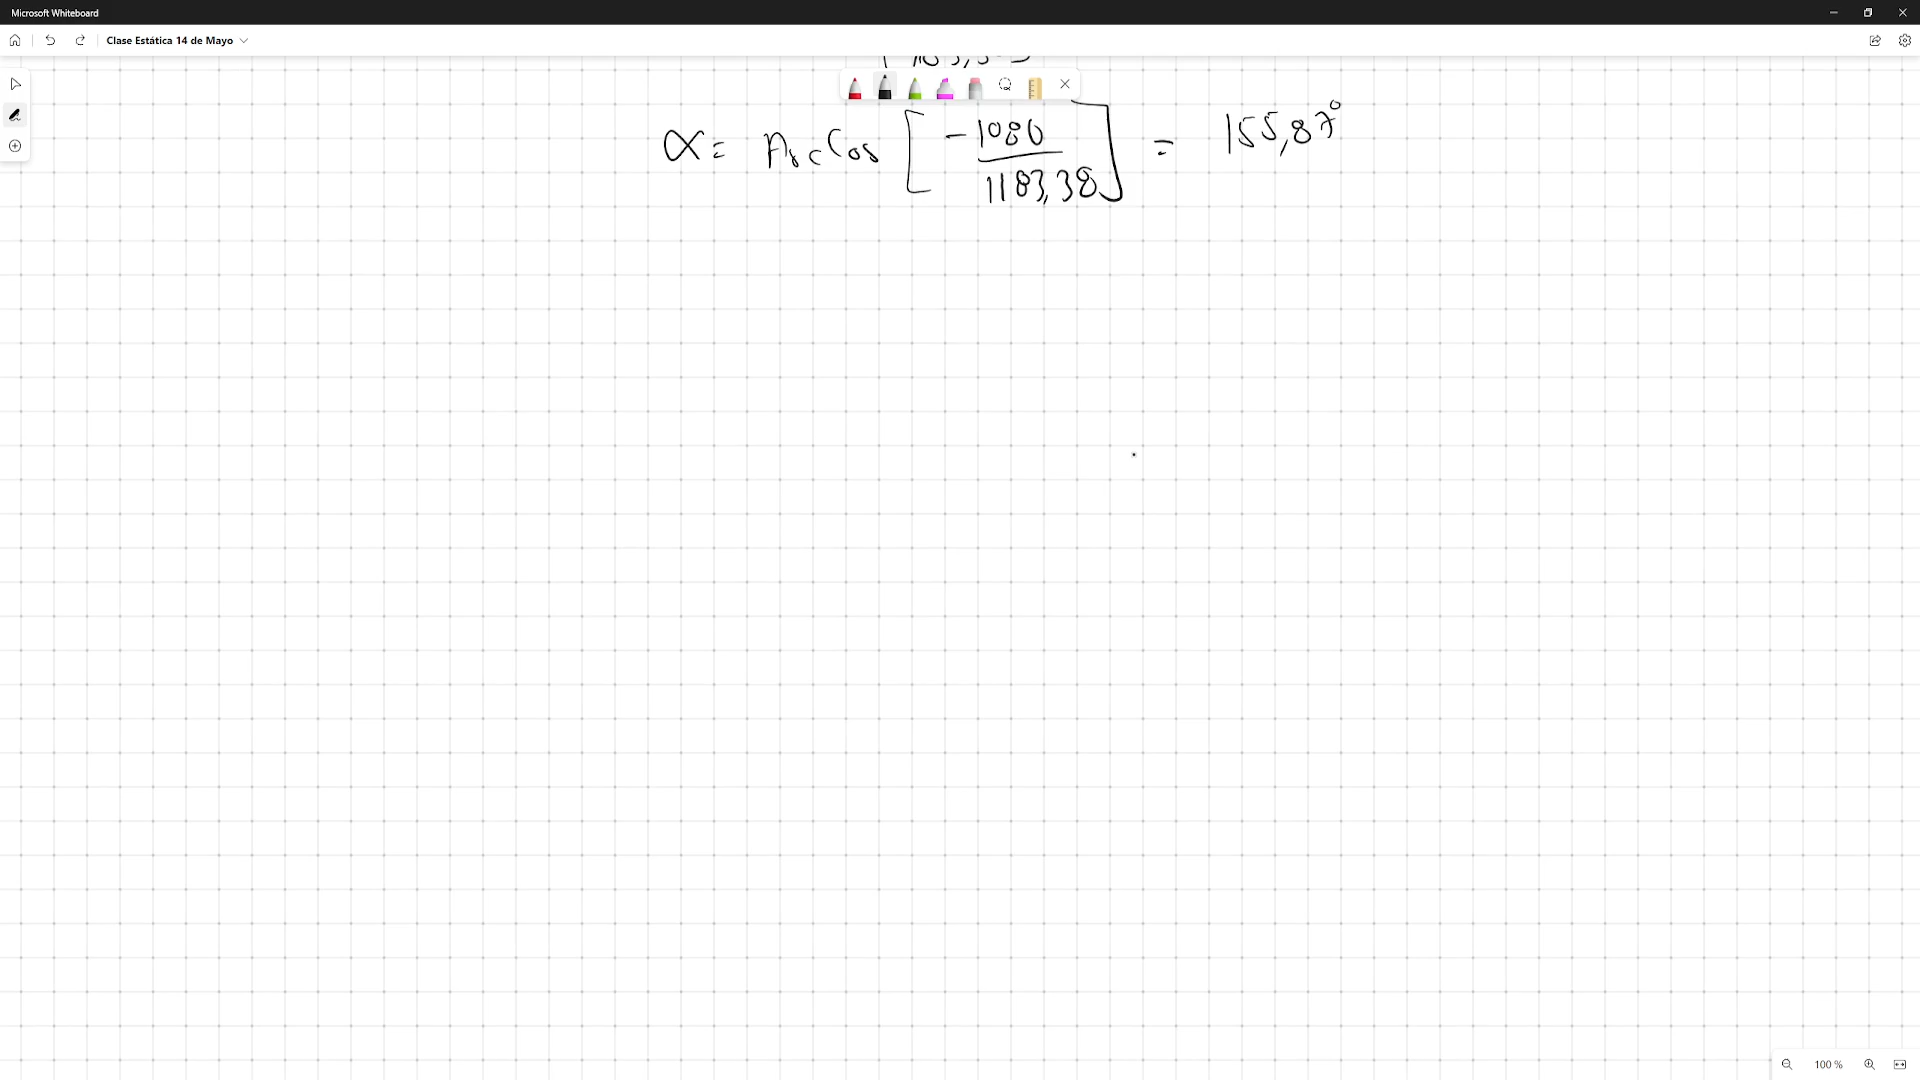 Microsoft Whiteboard
Clase Estática 14 de Mayo
α = ArcCos [ -1080 / 1183,38 ] = 155,87°
100 %